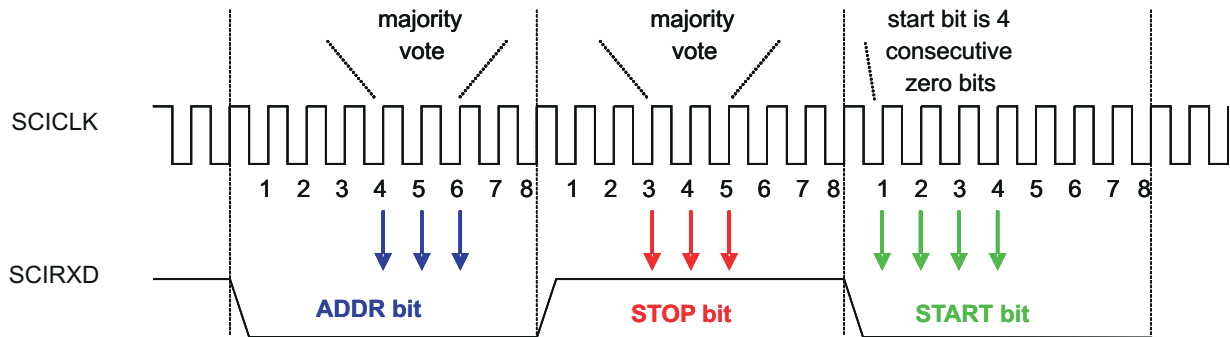 majority
vote
majority
vote
start bit is 4
consecutive
zero bits
SCICLK
1 2 3 4 5 6 7 8 1 2 3 4 5 6 7 8 1 2 3 4 5 6 7 8
SCIRXD
ADDR bit STOP bit START bit